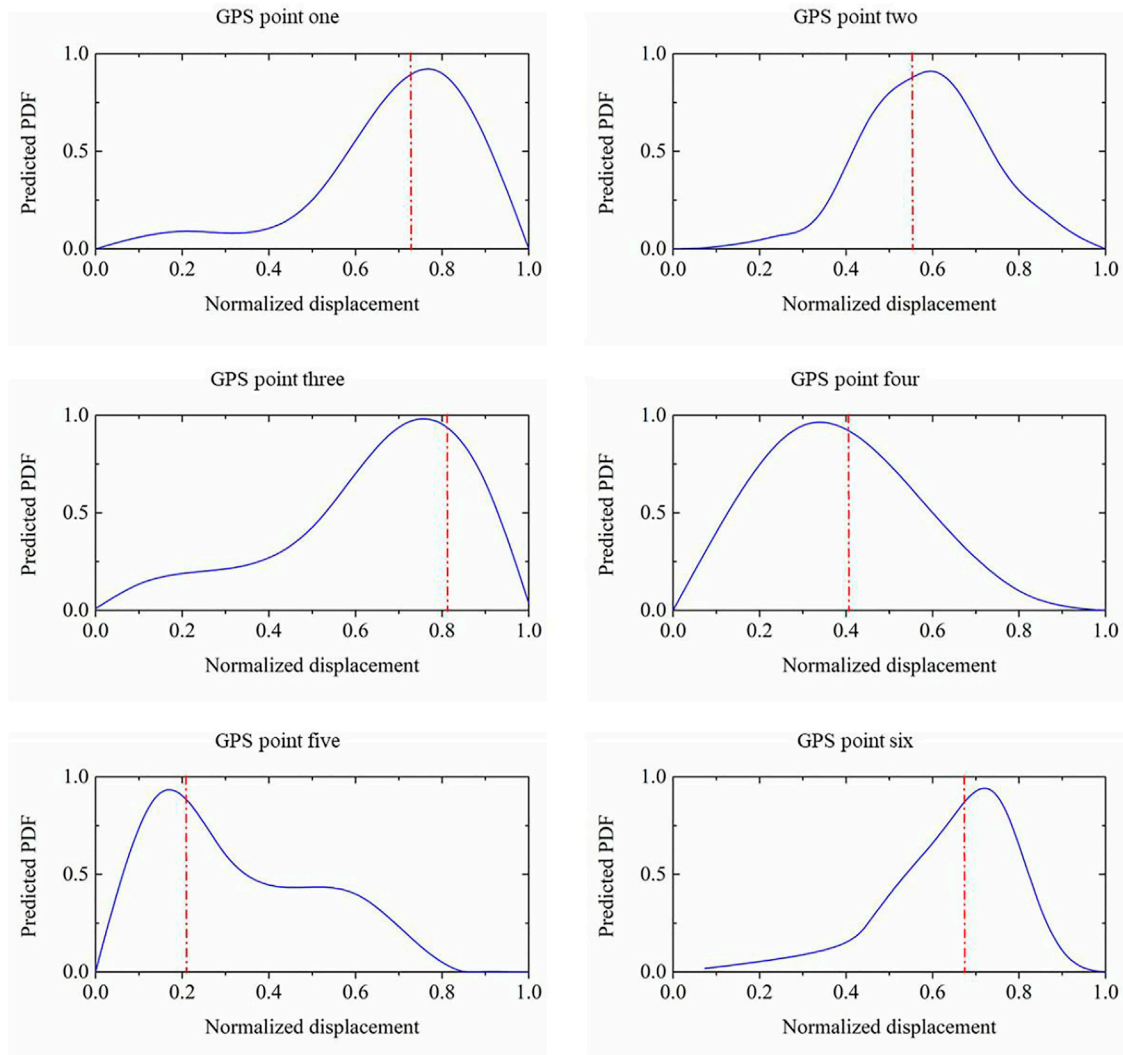 GPS point one
GPS point two
1.0
0.5
0.0
Predicted PDF
0.0 0.2 0.4 0.6 0.8 1.0
Normalized displacement
1.0
0.5
0.0
Predicted PDF
0.0 0.2 0.4 0.6 0.8 1.0
Normalized displacement
GPS point three
GPS point four
1.0
0.5
0.0
Predicted PDF
0.0 0.2 0.4 0.6 0.8 1.0
Normalized displacement
1.0
0.5
0.0
Predicted PDF
0.0 0.2 0.4 0.6 0.8 1.0
Normalized displacement
GPS point five
GPS point six
1.0
0.5
0.0
Predicted PDF
0.0 0.2 0.4 0.6 0.8 1.0
Normalized displacement
1.0
0.5
0.0
Predicted PDF
0.0 0.2 0.4 0.6 0.8 1.0
Normalized displacement